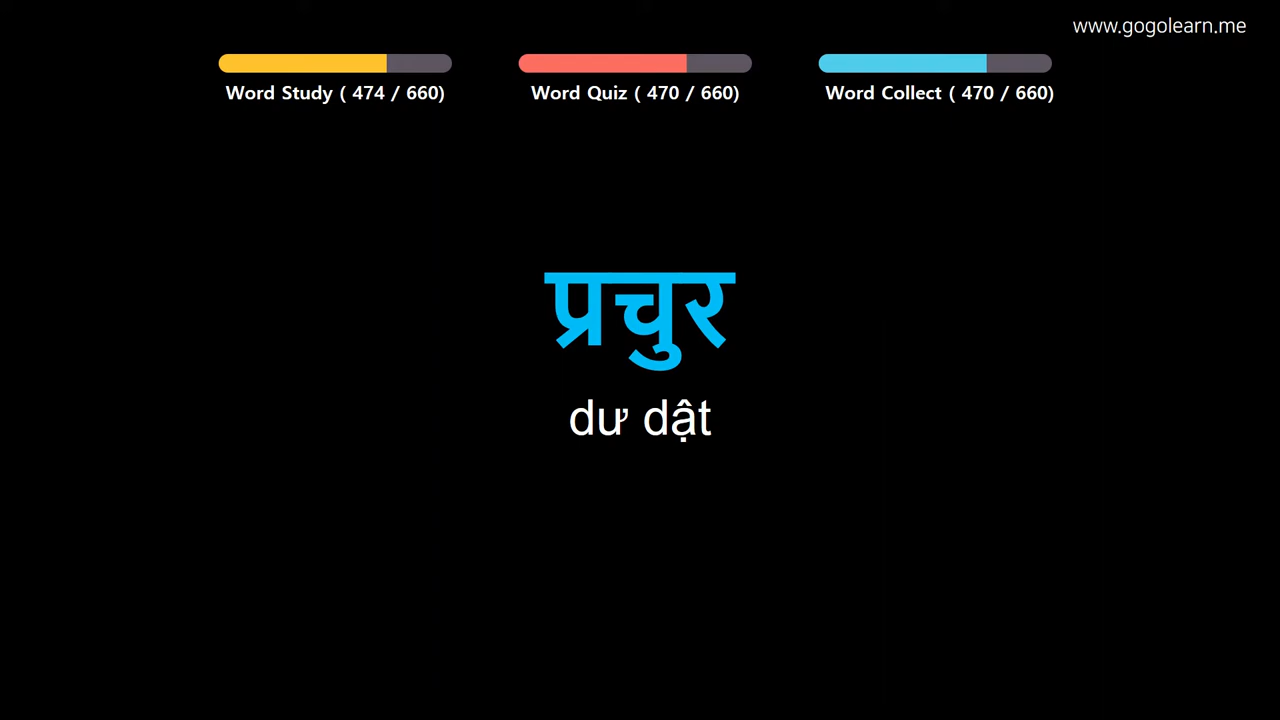 www.gogolearn.me
Word Study ( 474 / 660)
Word Quiz ( 470 / 660)
Word Collect ( 470 / 660)
प्रचुर
dư dật